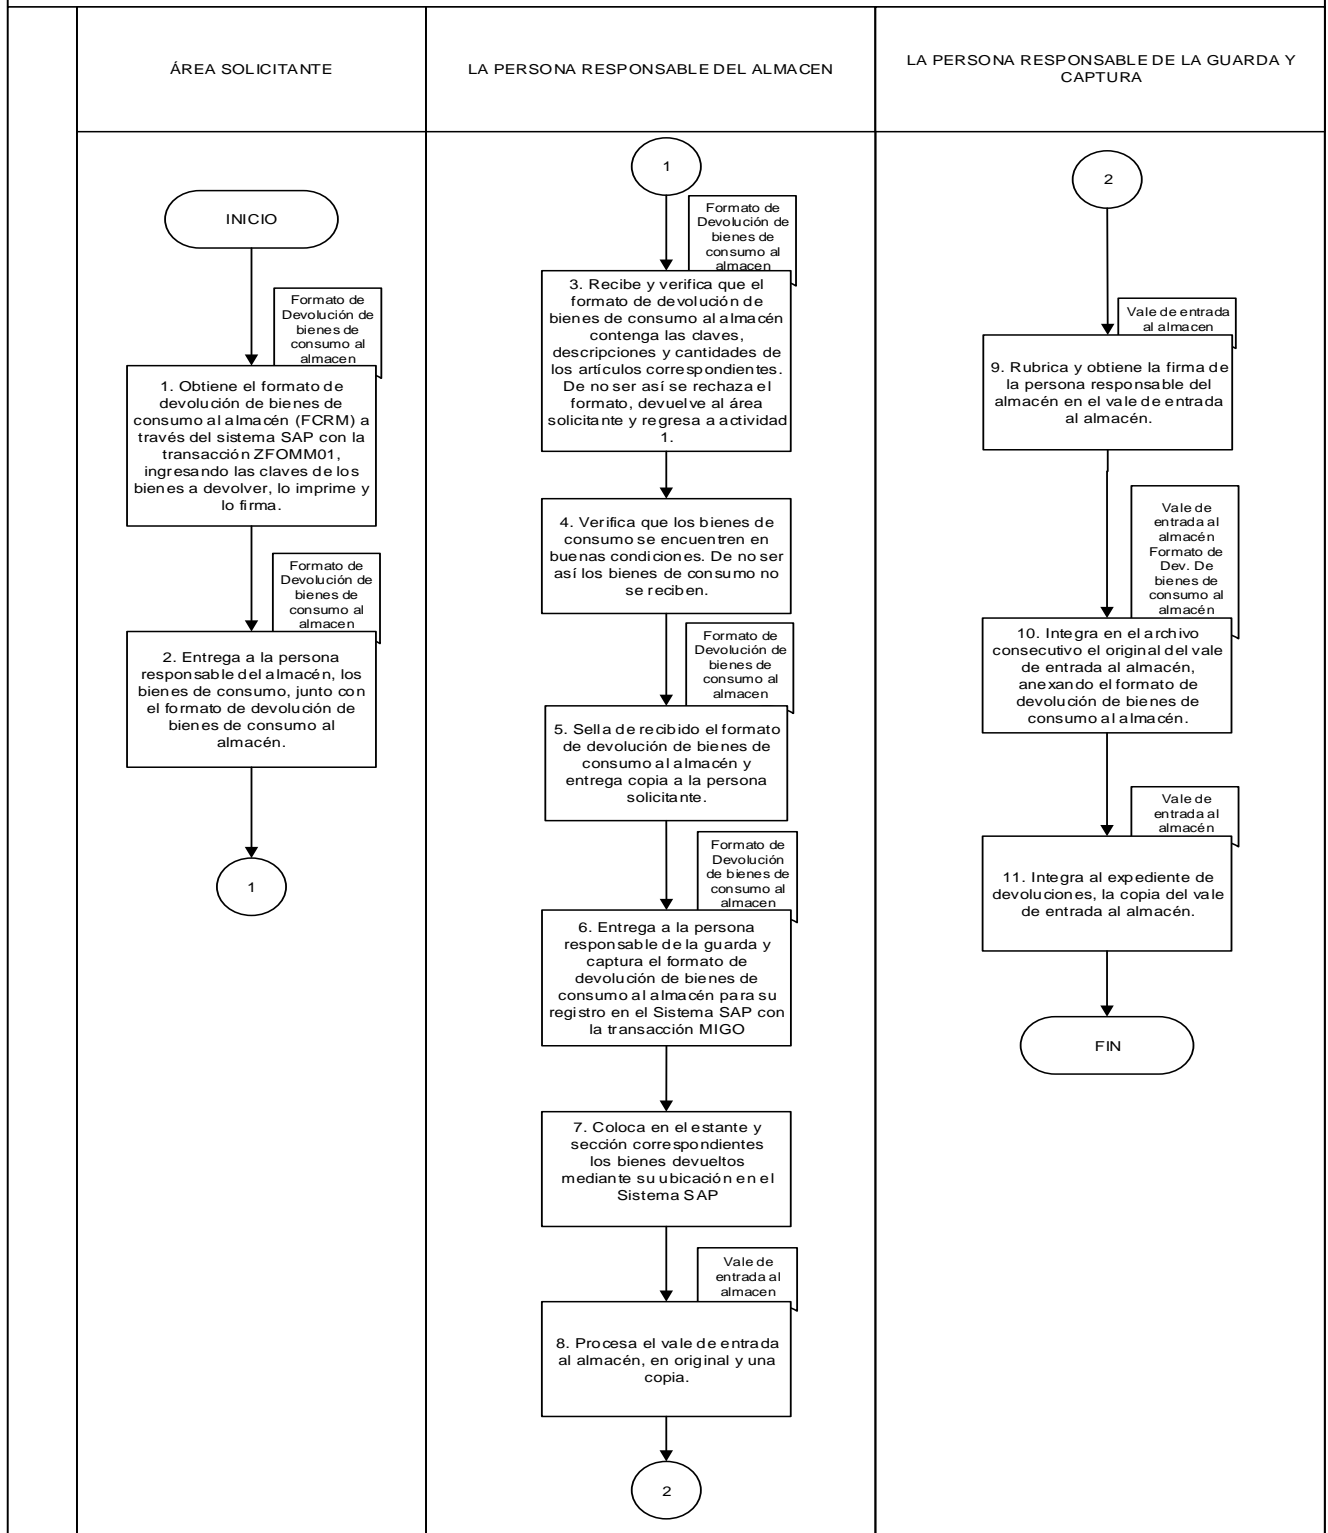 ÁREA SOLICITANTE
LA PERSONA RESPONSABLE DEL ALMACEN
LA PERSONA RESPONSABLE DE LA GUARDA Y
CAPTURA
INICIO
Formato de
Devolución de
bienes de
consumo al
almacen
1. Obtiene el formato de
devolución de bienes de
consumo al almacén (FCRM) a
través del sistema SAP con la
transacción ZFOMM01,
ingresando las claves de los
bienes a devolver, lo imprime y
lo firma.
Formato de
Devolución de
bienes de
consumo al
almacen
2. Entrega a la persona
responsable del almacén, los
bienes de consumo, junto con
el formato de devolución de
bienes de consumo al
almacén.
1
1
Formato de
Devolución de
bienes de
consumo al
almacen
3. Recibe y verifica que el
formato de devolución de
bienes de consumo al almacén
contenga las claves,
descripciones y cantidades de
los artículos correspondientes.
De no ser así se rechaza el
formato, devuelve al área
solicitante y regresa a actividad
1.
4. Verifica que los bienes de
consumo se encuentren en
buenas condiciones. De no ser
así los bienes de consumo no
se reciben.
Formato de
Devolución de
bienes de
consumo al
almacen
5. Sella de recibido el formato
de devolución de bienes de
consumo al almacén y
entrega copia a la persona
solicitante.
Formato de
Devolución
de bienes de
consumo al
almacen
6. Entrega a la persona
responsable de la guarda y
captura el formato de
devolución de bienes de
consumo al almacén para su
registro en el Sistema SAP con
la transacción MIGO
7. Coloca en el estante y
sección correspondientes
los bienes devueltos
mediante su ubicación en el
Sistema SAP
Vale de
entrada al
almacen
8. Procesa el vale de entrada
al almacén, en original y una
copia.
2
2
Vale de entrada
al almacen
9. Rubrica y obtiene la firma de
la persona responsable del
almacén en el vale de entrada
al almacén.
Vale de
entrada al
almacén
Formato de
Dev. De
bienes de
consumo al
almacén
10. Integra en el archivo
consecutivo el original del vale
de entrada al almacén,
anexando el formato de
devolución de bienes de
consumo al almacén.
Vale de
entrada al
almacén
11. Integra al expediente de
devoluciones, la copia del vale
de entrada al almacén.
FIN